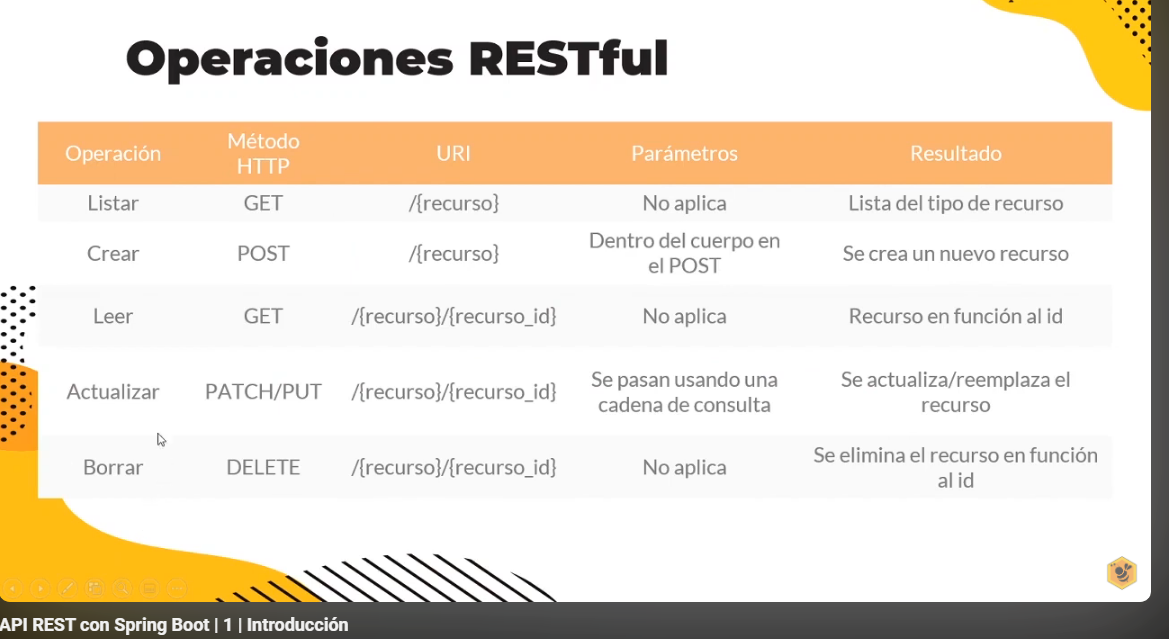 Operaciones RESTful
Operación Método HTTP URI Parámetros Resultado
Listar GET /{recurso} No aplica Lista del tipo de recurso
Crear POST /{recurso} Dentro del cuerpo en el POST Se crea un nuevo recurso
Leer GET /{recurso}/{recurso_id} No aplica Recurso en función al id
Actualizar PATCH/PUT /{recurso}/{recurso_id} Se pasan usando una cadena de consulta Se actualiza/reemplaza el recurso
Borrar DELETE /{recurso}/{recurso_id} No aplica Se elimina el recurso en función al id
API REST con Spring Boot | 1 | Introducción